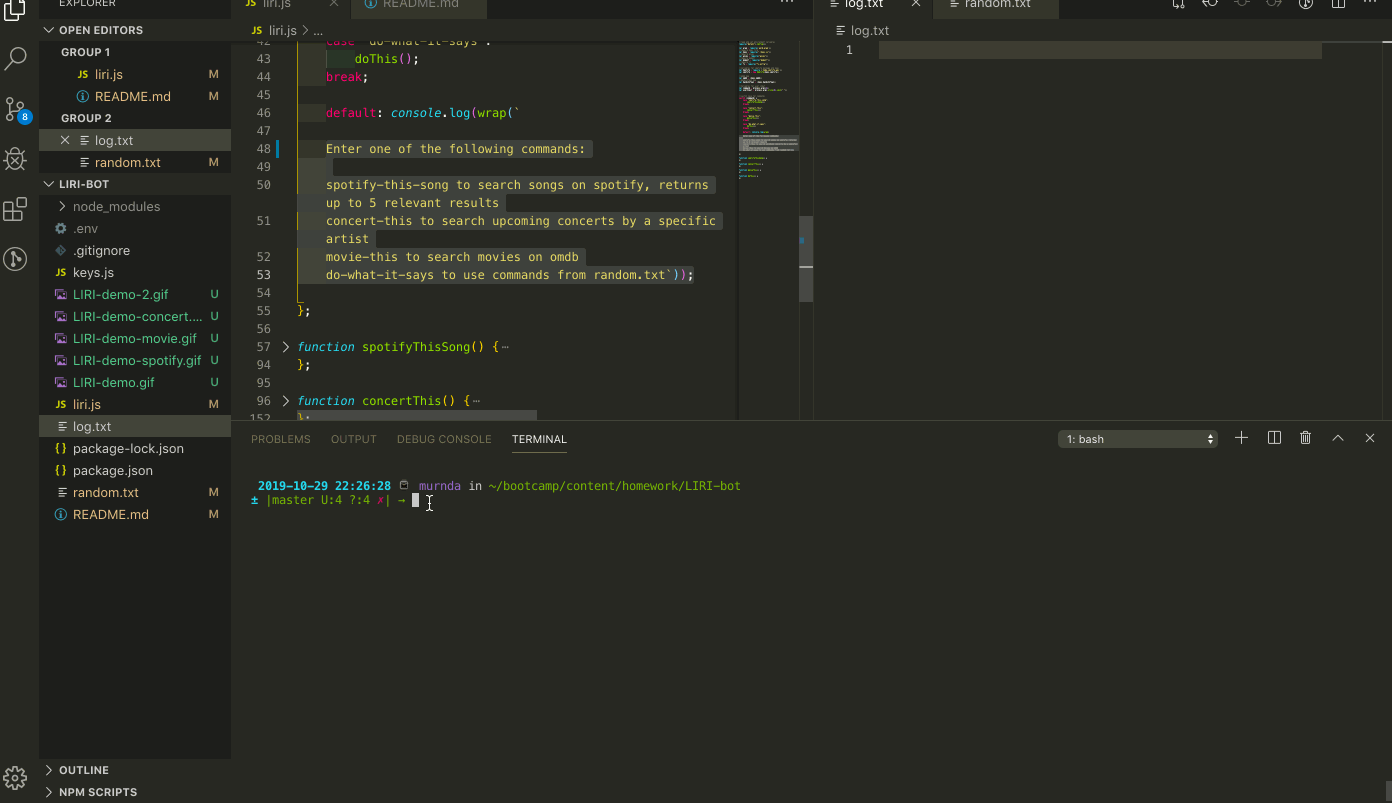 EXPLORER
OPEN EDITORS
GROUP 1
JS liri.js M
README.md M
GROUP 2
log.txt
random.txt M
LIRI-BOT
node_modules
.env
.gitignore
JS keys.js
LIRI-demo-2.gif U
LIRI-demo-concert.... U
LIRI-demo-movie.gif U
LIRI-demo-spotify.gif U
LIRI-demo.gif U
JS liri.js M
log.txt
{} package-lock.json
{} package.json
random.txt M
README.md M
OUTLINE
NPM SCRIPTS
8
JS liri.js
README.md
JS liri.js > ...
42 case "do-what-it-says":
43 doThis();
44 break;
45
46 default: console.log(wrap(`
47
48 Enter one of the following commands:
49
50 spotify-this-song to search songs on spotify, returns
up to 5 relevant results
51 concert-this to search upcoming concerts by a specific
artist
52 movie-this to search movies on omdb
53 do-what-it-says to use commands from random.txt`));
54
55 };
56
57 function spotifyThisSong() {⋯
94 };
95
96 function concertThis() {⋯
152 };
log.txt
random.txt
log.txt
1
PROBLEMS OUTPUT DEBUG CONSOLE TERMINAL
1: bash
2019-10-29 22:26:28 murnda in ~/bootcamp/content/homework/LIRI-bot
± |master U:4 ?:4 ✗| →